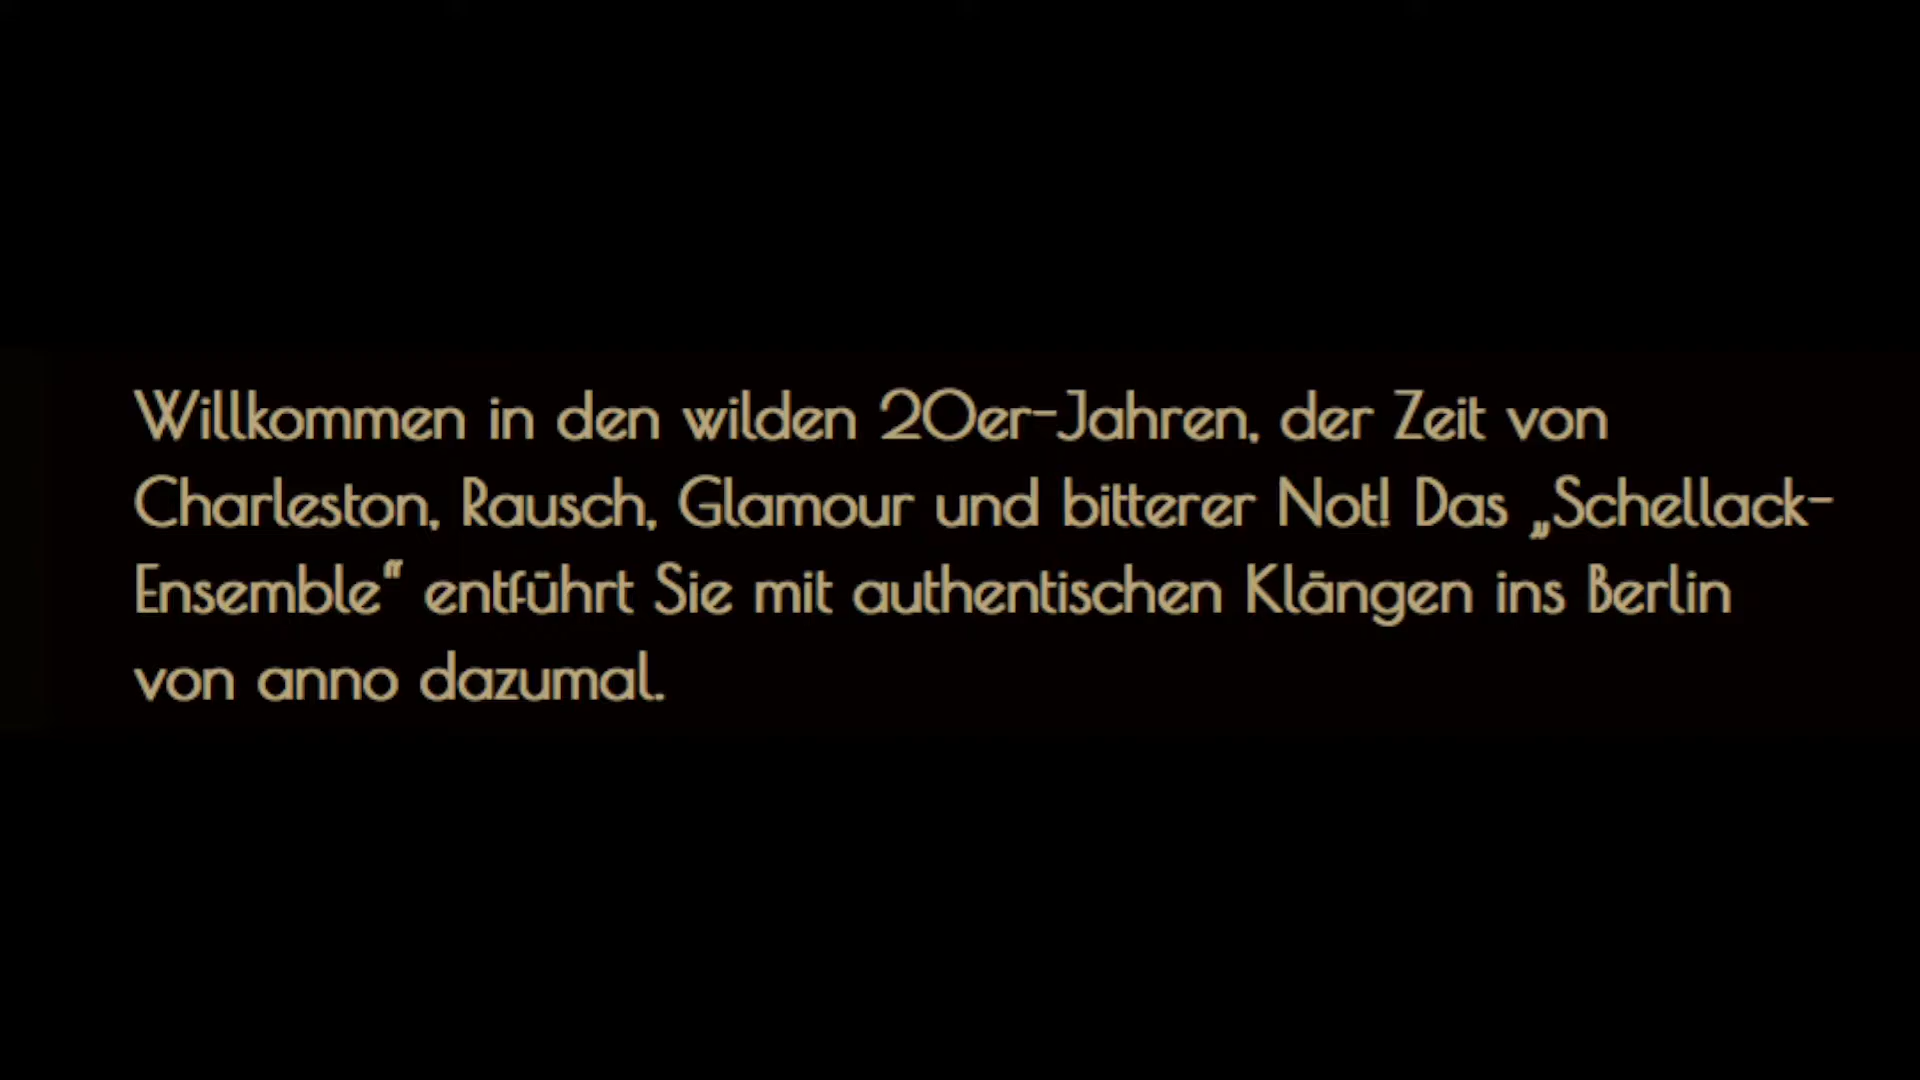 Willkommen in den wilden 20er-Jahren, der Zeit von
Charleston, Rausch, Glamour und bitterer Not! Das „Schellack-
Ensemble“ entführt Sie mit authentischen Klängen ins Berlin
von anno dazumal.